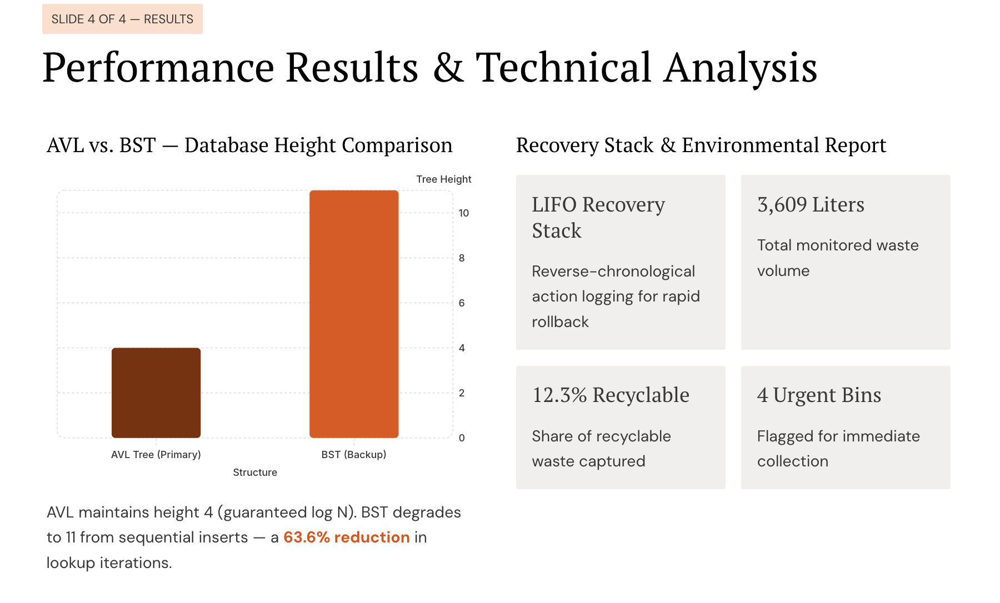 SLIDE 4 OF 4 — RESULTS
Performance Results & Technical Analysis
AVL vs. BST — Database Height Comparison
Tree Height
10
8
6
4
2
0
AVL Tree (Primary)
BST (Backup)
Structure
AVL maintains height 4 (guaranteed log N). BST degrades
to 11 from sequential inserts — a 63.6% reduction in
lookup iterations.
Recovery Stack & Environmental Report
LIFO Recovery
Stack
Reverse-chronological
action logging for rapid
rollback
3,609 Liters
Total monitored waste
volume
12.3% Recyclable
Share of recyclable
waste captured
4 Urgent Bins
Flagged for immediate
collection